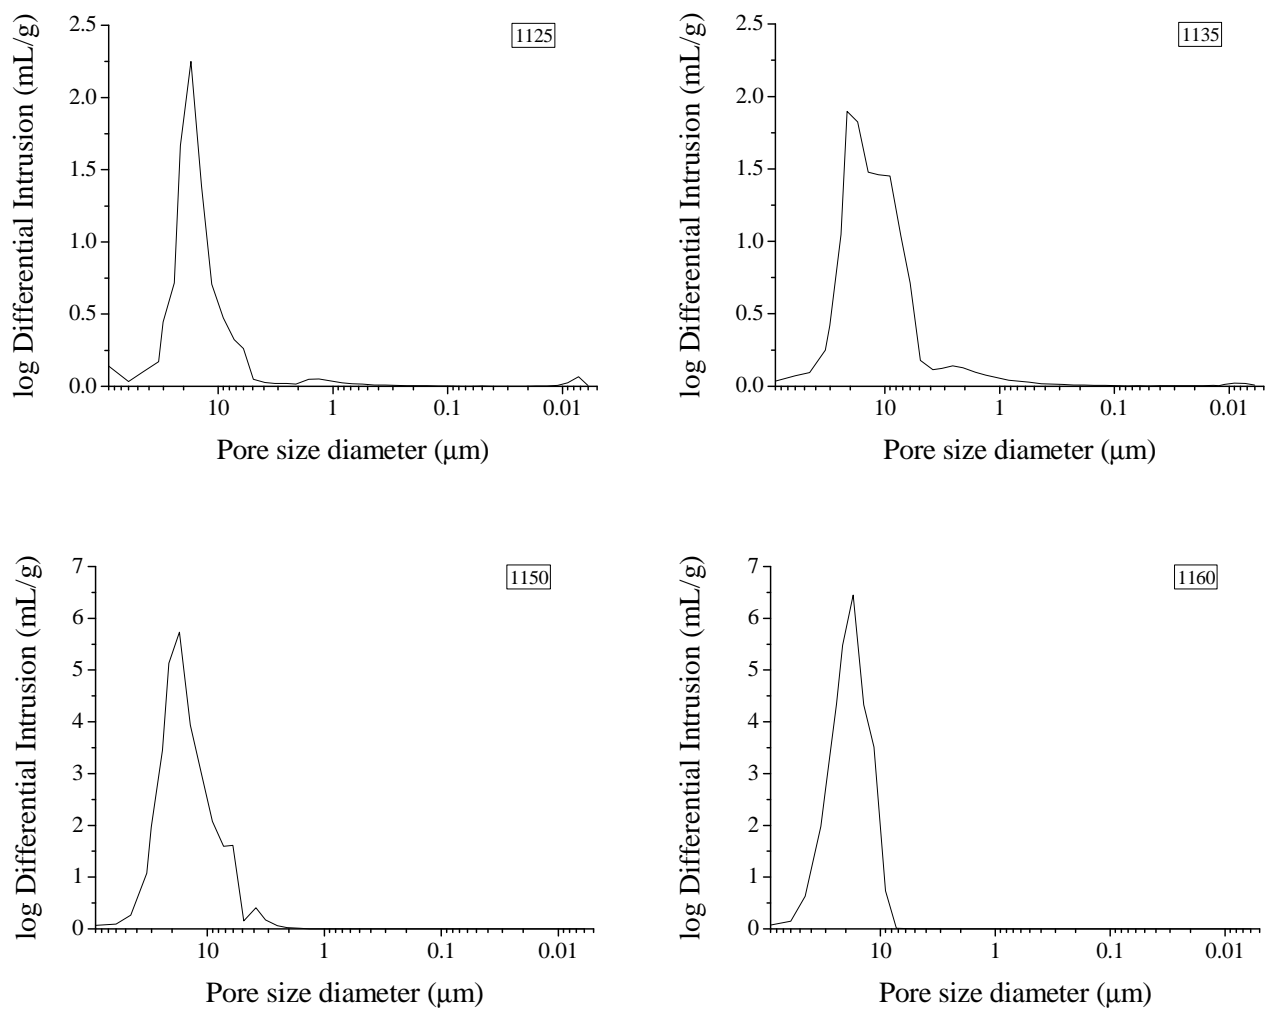 1125
log Differential Intrusion (mL/g)
2.5
2.0
1.5
1.0
0.5
0.0
10 1 0.1 0.01
Pore size diameter (μm)
1135
log Differential Intrusion (mL/g)
2.5
2.0
1.5
1.0
0.5
0.0
10 1 0.1 0.01
Pore size diameter (μm)
1150
log Differential Intrusion (mL/g)
7
6
5
4
3
2
1
0
10 1 0.1 0.01
Pore size diameter (μm)
1160
log Differential Intrusion (mL/g)
7
6
5
4
3
2
1
0
10 1 0.1 0.01
Pore size diameter (μm)